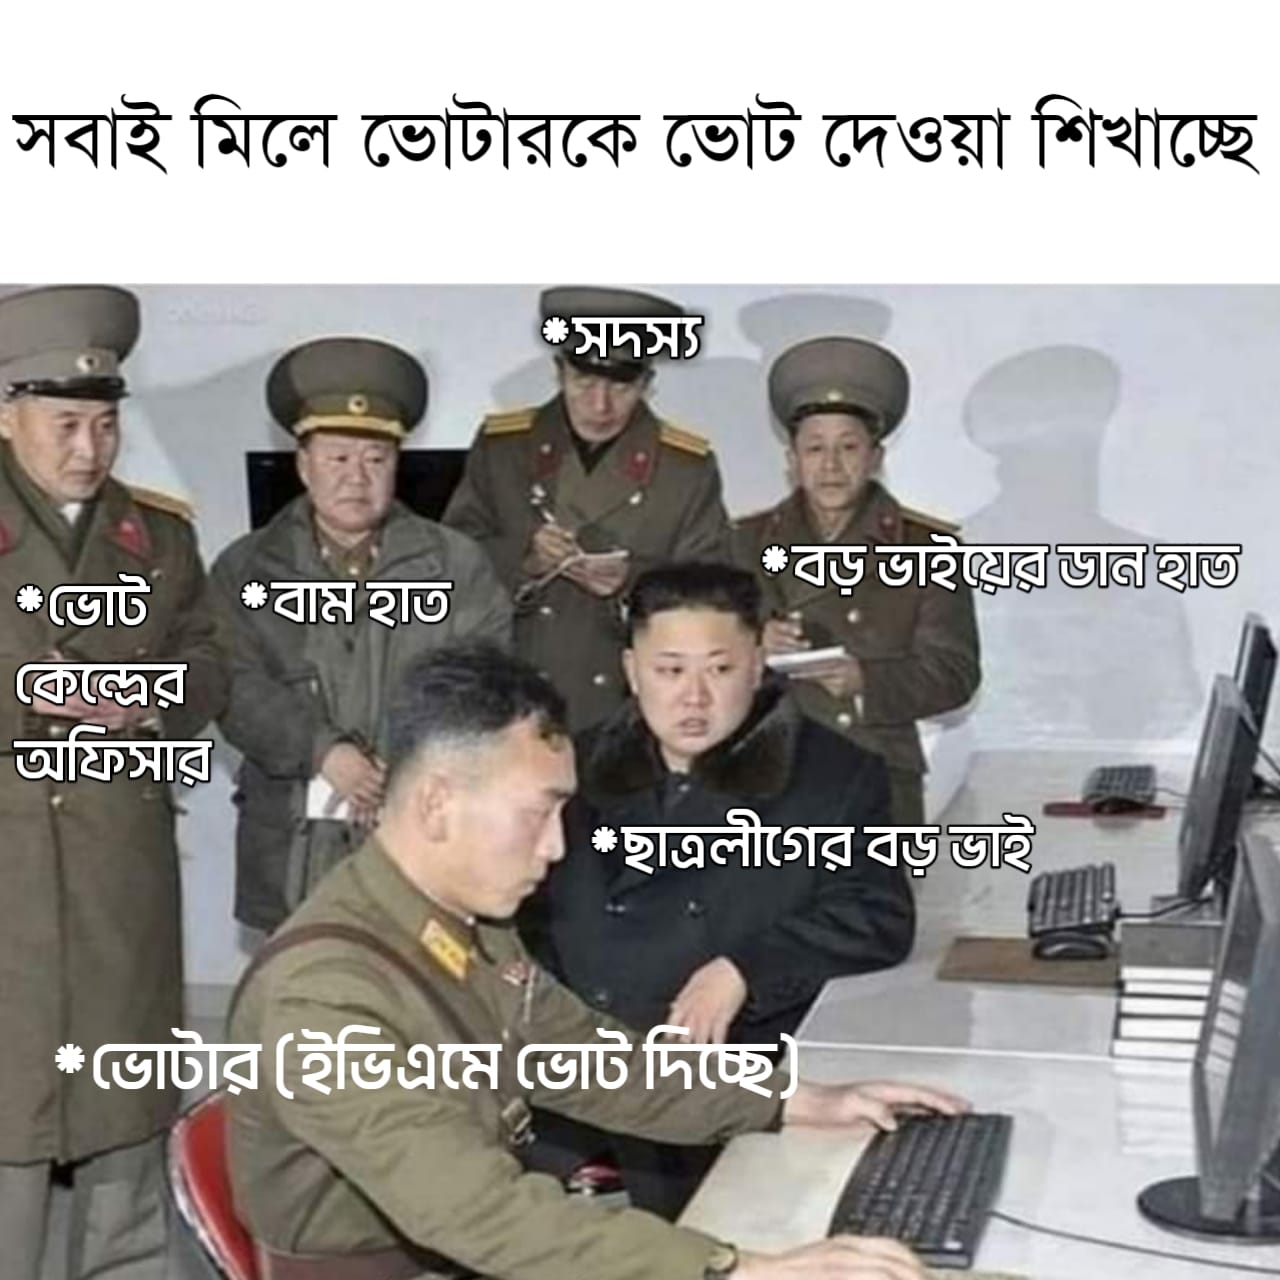 সবাই মিলে ভোটারকে ভোট দেওয়া শিখাচ্ছে
*সদস্য
*বড় ভাইয়ের ডান হাত
*ভোট
কেন্দ্রের
অফিসার
*বাম হাত
*ছাত্রলীগের বড় ভাই
*ভোটার (ইভিএমে ভোট দিচ্ছে)